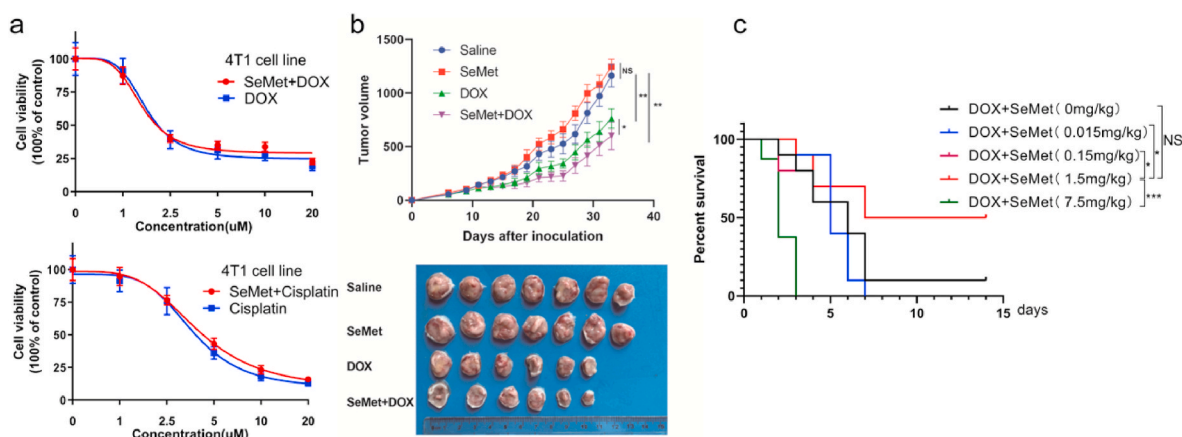 a
4T1 cell line
SeMet+DOX
DOX
Cell viability
(100% of control)
100
75
50
25
0
0 1 2.5 5 10 20
Concentration(uM)
4T1 cell line
SeMet+Cisplatin
Cisplatin
Cell viability
(100% of control)
100
75
50
25
0
0 1 2.5 5 10 20
Concentration(uM)
b
Saline
SeMet
DOX
SeMet+DOX
Tumor volume
1500
1000
500
0
0 10 20 30 40
Days after inoculation
NS
**
**
*
Saline
SeMet
DOX
SeMet+DOX
c
DOX+SeMet( 0mg/kg)
DOX+SeMet( 0.015mg/kg)
DOX+SeMet( 0.15mg/kg)
DOX+SeMet( 1.5mg/kg)
DOX+SeMet( 7.5mg/kg)
NS
*
*
***
Percent survival
100
50
0
0 5 10 15 days